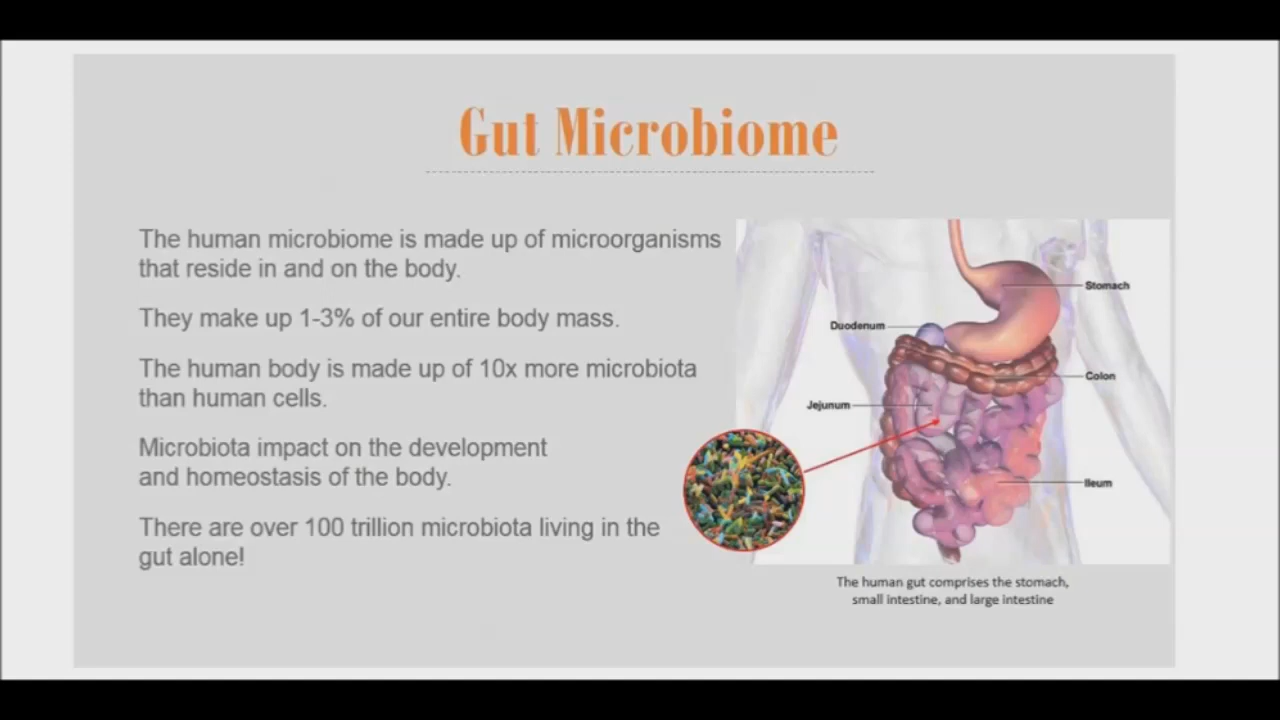 Gut Microbiome
The human microbiome is made up of microorganisms
that reside in and on the body.
They make up 1-3% of our entire body mass.
The human body is made up of 10x more microbiota
than human cells.
Microbiota impact on the development
and homeostasis of the body.
There are over 100 trillion microbiota living in the
gut alone!
Stomach
Duodenum
Colon
Jejunum
Ileum
The human gut comprises the stomach,
small intestine, and large intestine